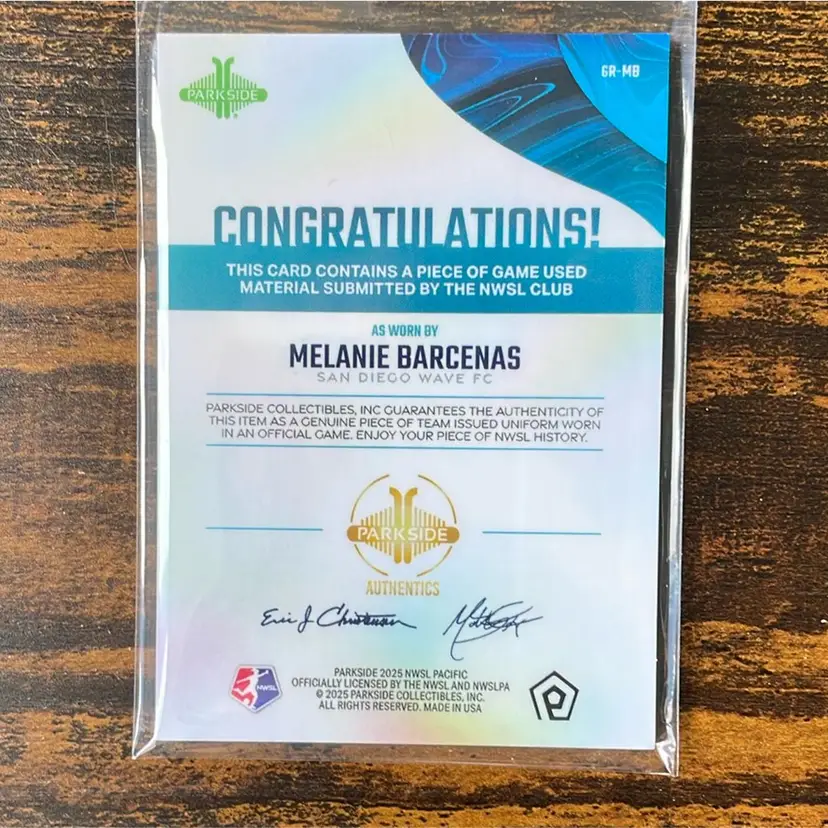 PARKSIDE
GR-MB
CONGRATULATIONS!
THIS CARD CONTAINS A PIECE OF GAME USED
MATERIAL SUBMITTED BY THE NWSL CLUB
AS WORN BY
MELANIE BARCENAS
SAN DIEGO WAVE FC
PARKSIDE COLLECTIBLES, INC GUARANTEES THE AUTHENTICITY OF
THIS ITEM AS A GENUINE PIECE OF TEAM ISSUED UNIFORM WORN
IN AN OFFICIAL GAME. ENJOY YOUR PIECE OF NWSL HISTORY.
PARKSIDE
AUTHENTICS
Eric J Christensen
NWSL
PARKSIDE 2025 NWSL PACIFIC
OFFICIALLY LICENSED BY THE NWSL AND NWSLPA
© 2025 PARKSIDE COLLECTIBLES, INC.
ALL RIGHTS RESERVED. MADE IN USA